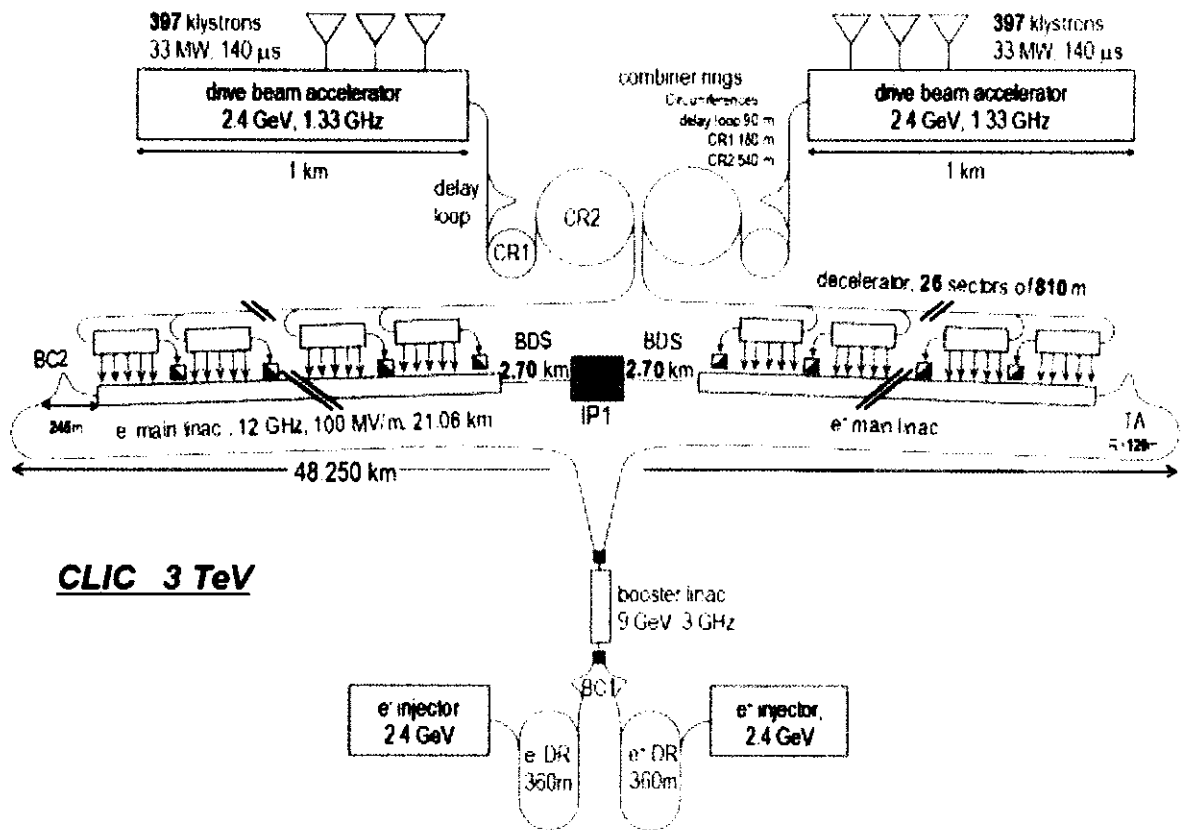 397 klystrons
33 MW, 140 μs
drive beam accelerator
2.4 GeV, 1.33 GHz
1 km
combiner rings
Circumferences
delay loop 90 m
CR1 180 m
CR2 540 m
397 klystrons
33 MW, 140 μs
drive beam accelerator
2.4 GeV, 1.33 GHz
1 km
delay
loop
CR1
CR2
decelerator, 26 sectors of 810 m
BC2
BDS
2.70 km
BDS
2.70 km
IP1
246m
e⁻ main linac , 12 GHz, 100 MV/m, 21.06 km
e⁺ main linac
TA
48.250 km
CLIC 3 TeV
booster linac
9 GeV, 3 GHz
BC1
e⁻ injector
2.4 GeV
e⁻ DR
360m
e⁺ DR
360m
e⁺ injector,
2.4 GeV